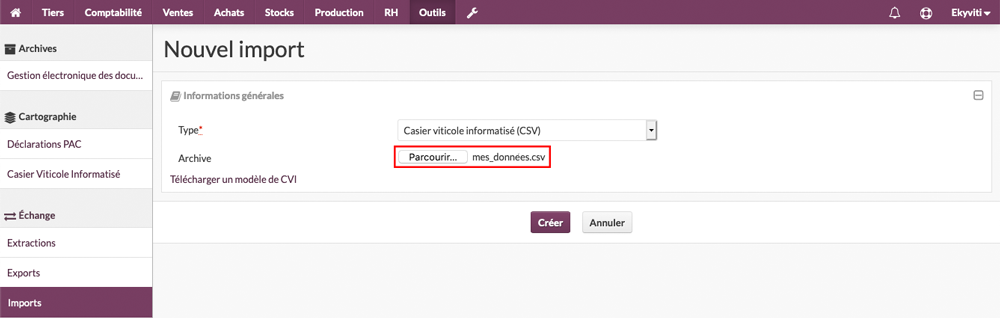 Tiers Comptabilité Ventes Achats Stocks Production RH Outils Ekyviti
Archives
Gestion électronique des docu...
Cartographie
Déclarations PAC
Casier Viticole Informatisé
Échange
Extractions
Exports
Imports
Nouvel import
Informations générales
Type* Casier viticole informatisé (CSV)
Archive Parcourir... mes_données.csv
Télécharger un modèle de CVI
Créer Annuler